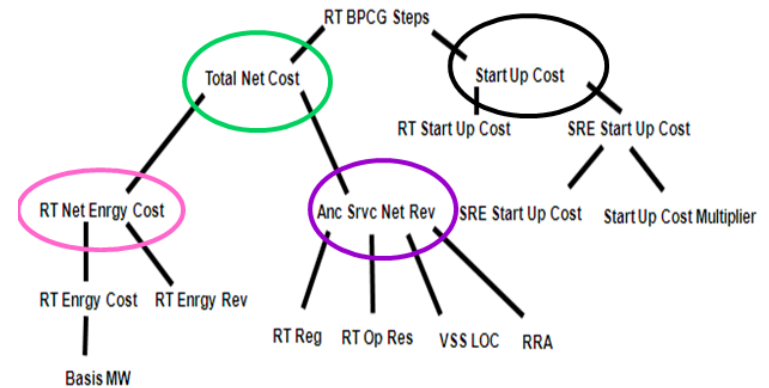 RT BPCG Steps
Total Net Cost
Start Up Cost
RT Start Up Cost
SRE Start Up Cost
RT Net Enrgy Cost
Anc Srvc Net Rev
SRE Start Up Cost
Start Up Cost Multiplier
RT Enrgy Cost
RT Enrgy Rev
RT Reg
RT Op Res
VSS LOC
RRA
Basis MW